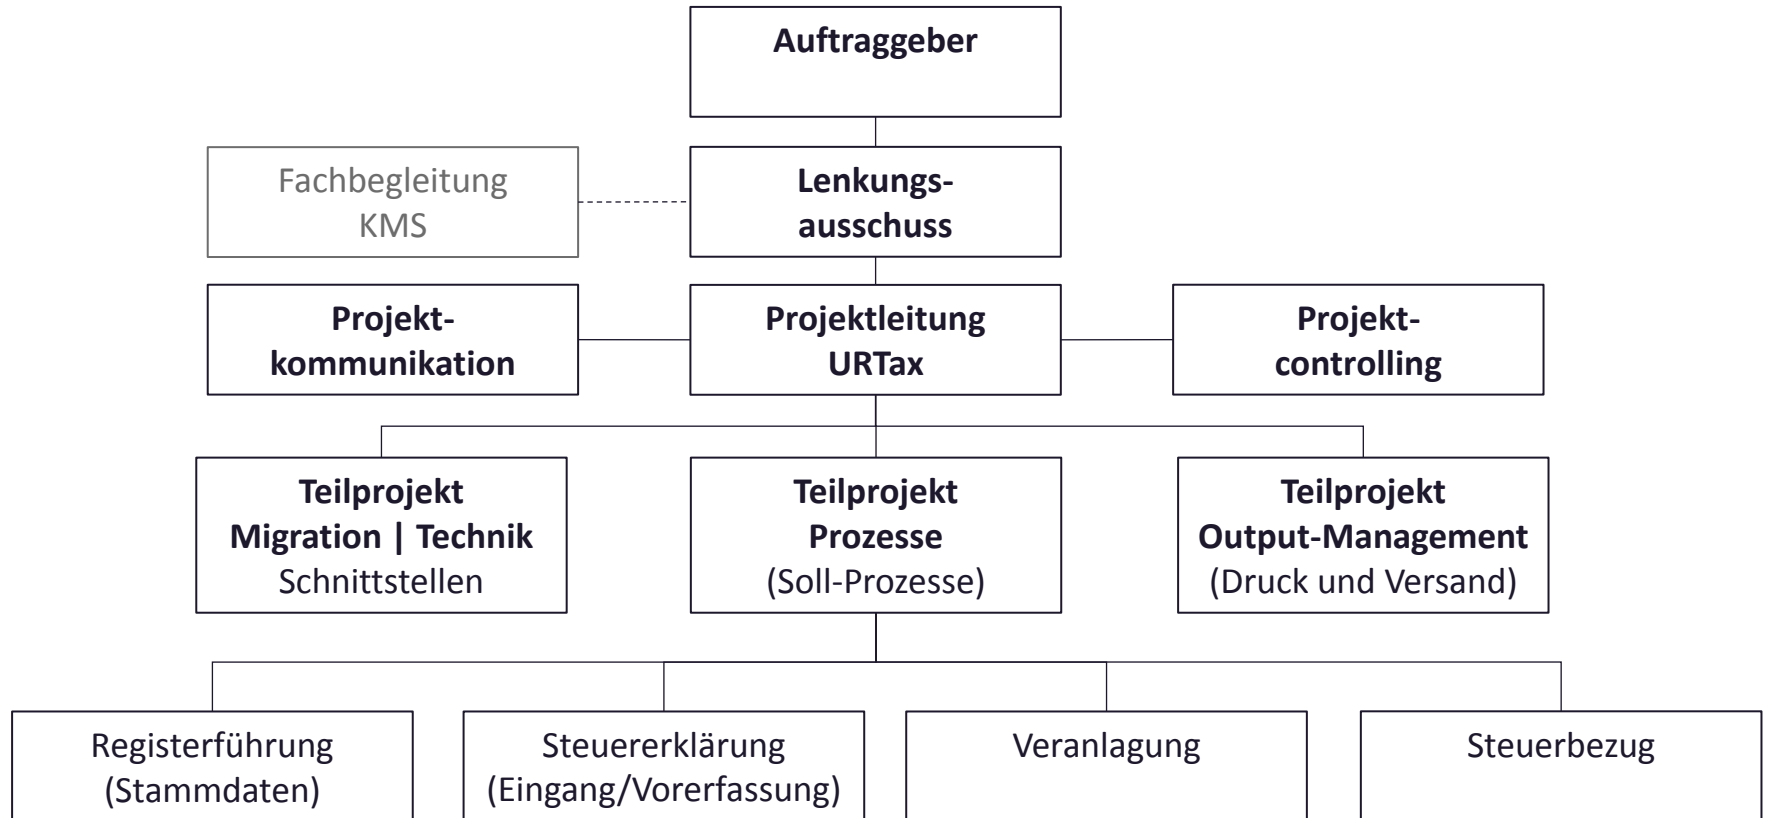 Auftraggeber
Fachbegleitung
KMS
Lenkungs-
ausschuss
Projekt-
kommunikation
Projektleitung
URTax
Projekt-
controlling
Teilprojekt
Migration | Technik
Schnittstellen
Teilprojekt
Prozesse
(Soll-Prozesse)
Teilprojekt
Output-Management
(Druck und Versand)
Registerführung
(Stammdaten)
Steuererklärung
(Eingang/Vorerfassung)
Veranlagung
Steuerbezug